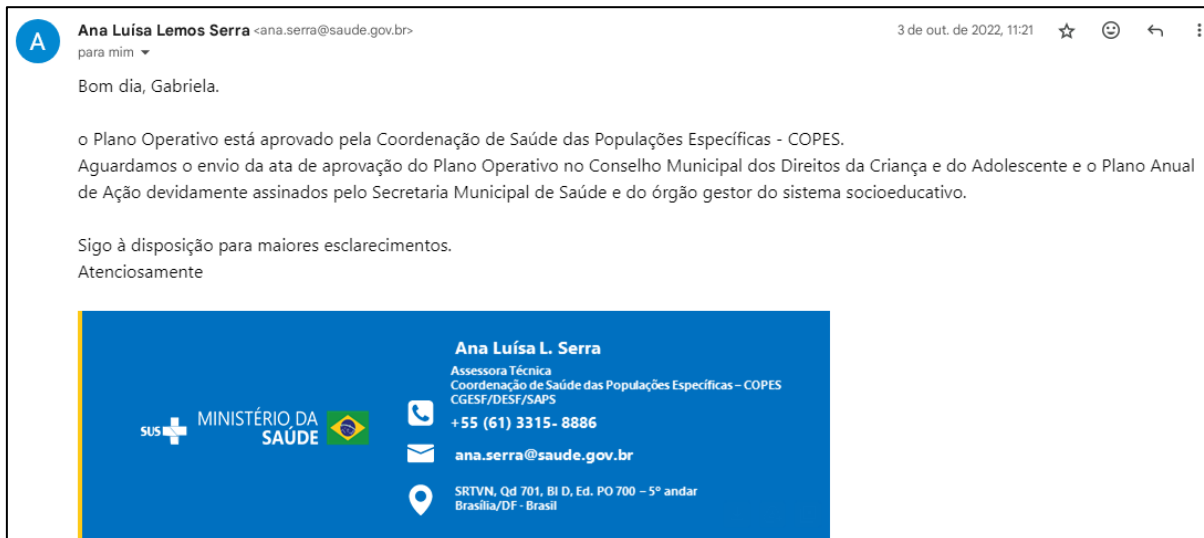 A
Ana Luísa Lemos Serra <ana.serra@saude.gov.br>
3 de out. de 2022, 11:21
para mim
Bom dia, Gabriela.
o Plano Operativo está aprovado pela Coordenação de Saúde das Populações Específicas - COPES.
Aguardamos o envio da ata de aprovação do Plano Operativo no Conselho Municipal dos Direitos da Criança e do Adolescente e o Plano Anual
de Ação devidamente assinados pelo Secretaria Municipal de Saúde e do órgão gestor do sistema socioeducativo.
Sigo à disposição para maiores esclarecimentos.
Atenciosamente
SUS
MINISTÉRIO DA
SAÚDE
Ana Luísa L. Serra
Assessora Técnica
Coordenação de Saúde das Populações Específicas – COPES
CGESF/DESF/SAPS
+55 (61) 3315- 8886
ana.serra@saude.gov.br
SRTVN, Qd 701, Bl D, Ed. PO 700 – 5º andar
Brasília/DF - Brasil